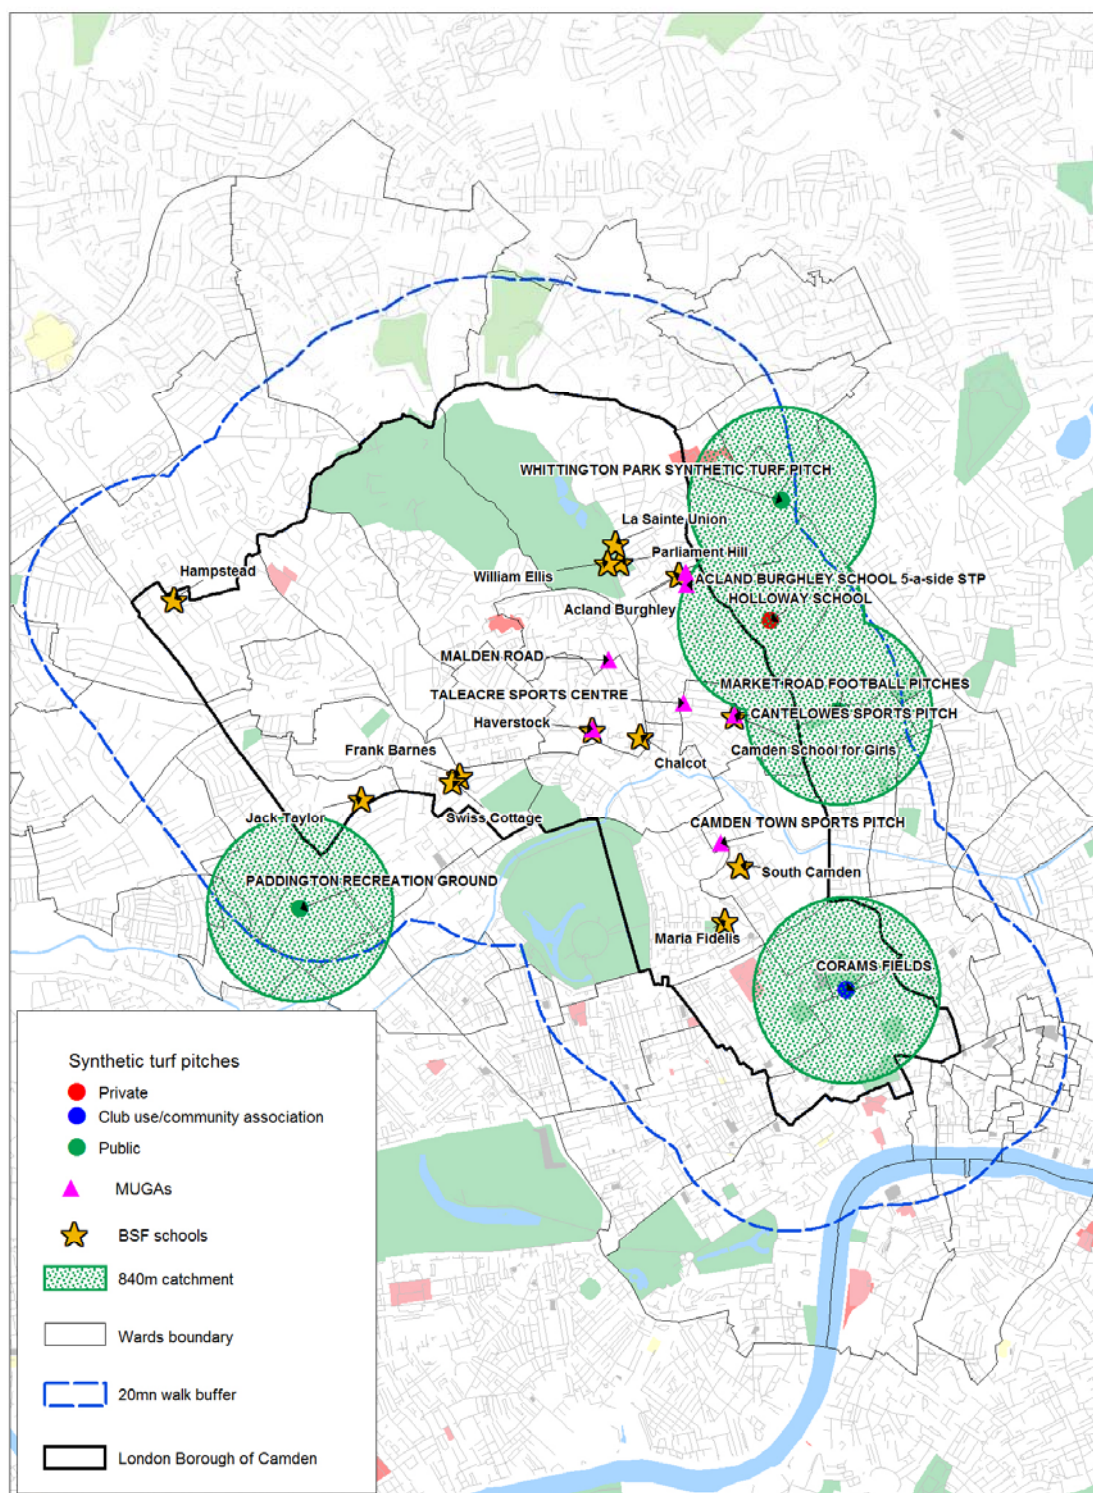 WHITTINGTON PARK SYNTHETIC TURF PITCH
La Sainte Union
Parliament Hill
William Ellis
Hampstead
ACLAND BURGHLEY SCHOOL 5-a-side STP
HOLLOWAY SCHOOL
Acland Burghley
MALDEN ROAD
MARKET ROAD FOOTBALL PITCHES
TALEACRE SPORTS CENTRE
CANTELOWES SPORTS PITCH
Haverstock
Camden School for Girls
Frank Barnes
Chalcot
Jack Taylor
Swiss Cottage
CAMDEN TOWN SPORTS PITCH
South Camden
PADDINGTON RECREATION GROUND
Maria Fidelis
CORAMS FIELDS
Synthetic turf pitches
Private
Club use/community association
Public
MUGAs
BSF schools
840m catchment
Wards boundary
20mn walk buffer
London Borough of Camden